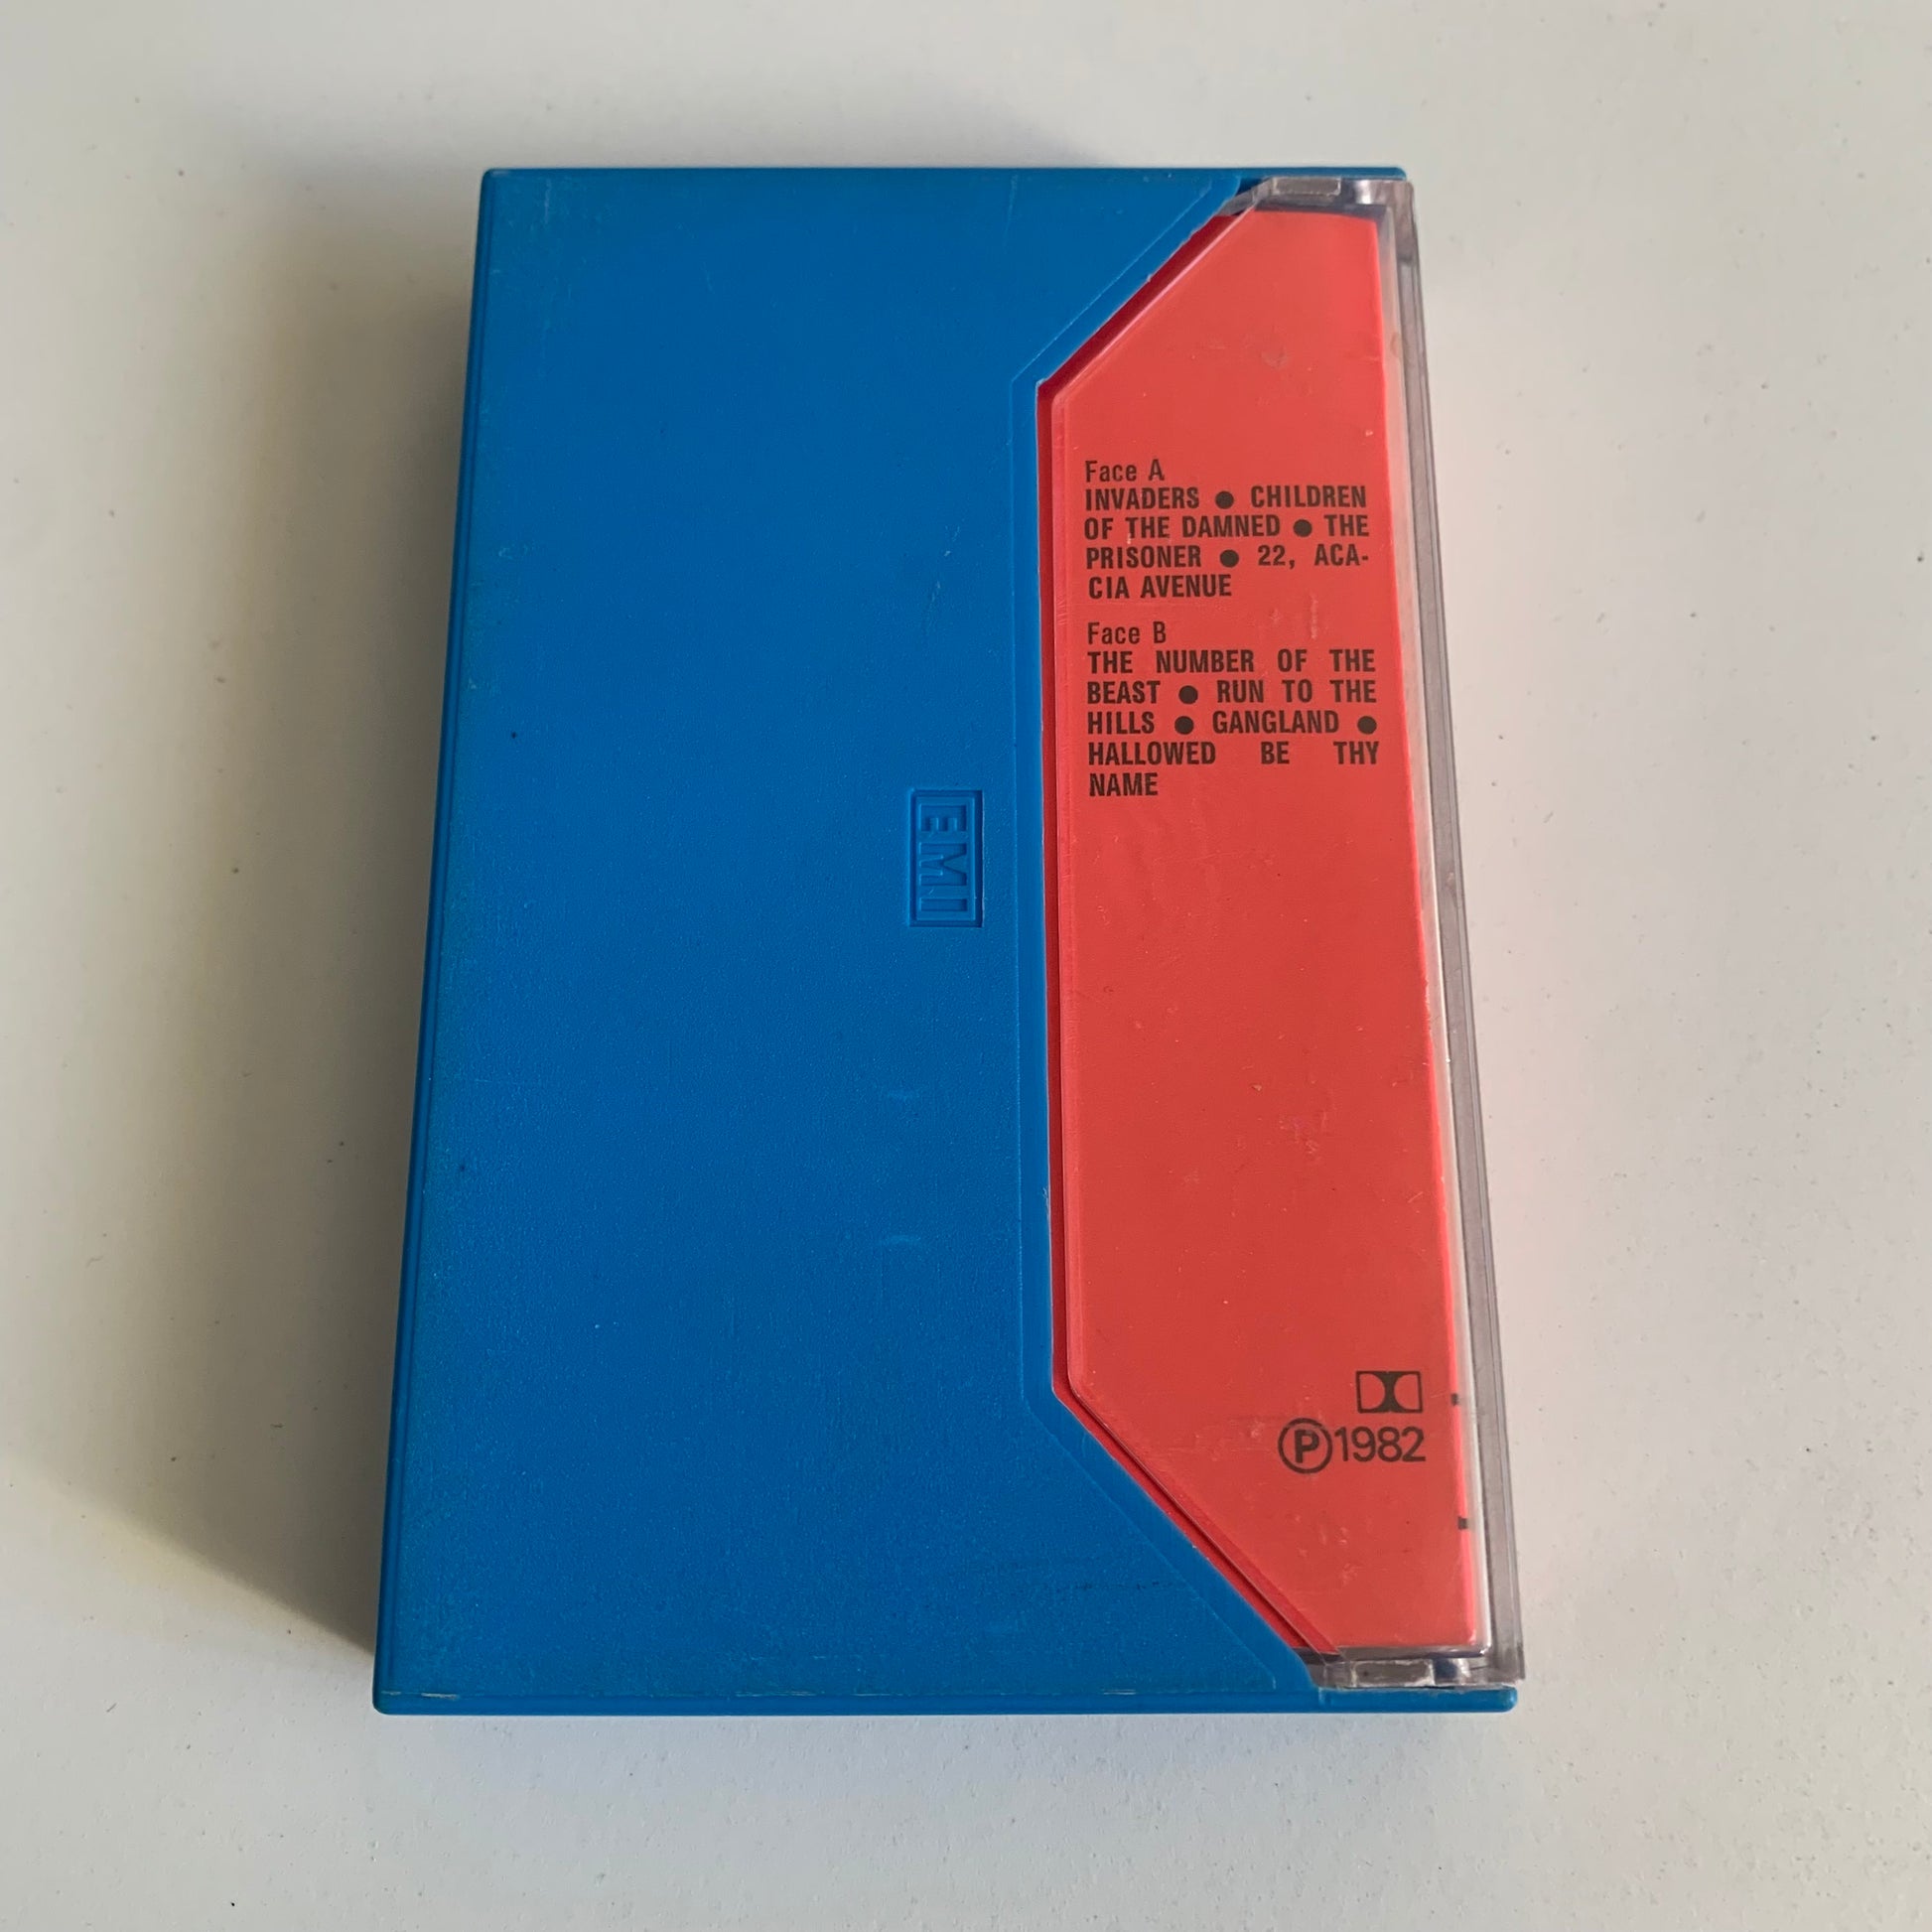 Face A
INVADERS ● CHILDREN
OF THE DAMNED ● THE
PRISONER ● 22, ACA-
CIA AVENUE
Face B
THE NUMBER OF THE
BEAST ● RUN TO THE
HILLS ● GANGLAND ●
HALLOWED BE THY
NAME
EMI
℗1982